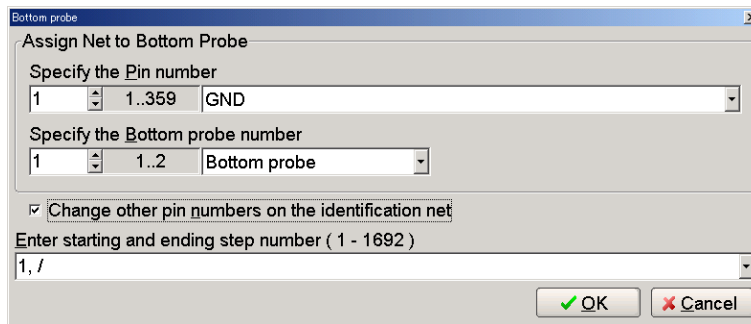 Bottom probe
Assign Net to Bottom Probe
Specify the Pin number
1 1..359 GND
Specify the Bottom probe number
1 1..2 Bottom probe
Change other pin numbers on the identification net
Enter starting and ending step number ( 1 - 1692 )
1, /
OK Cancel